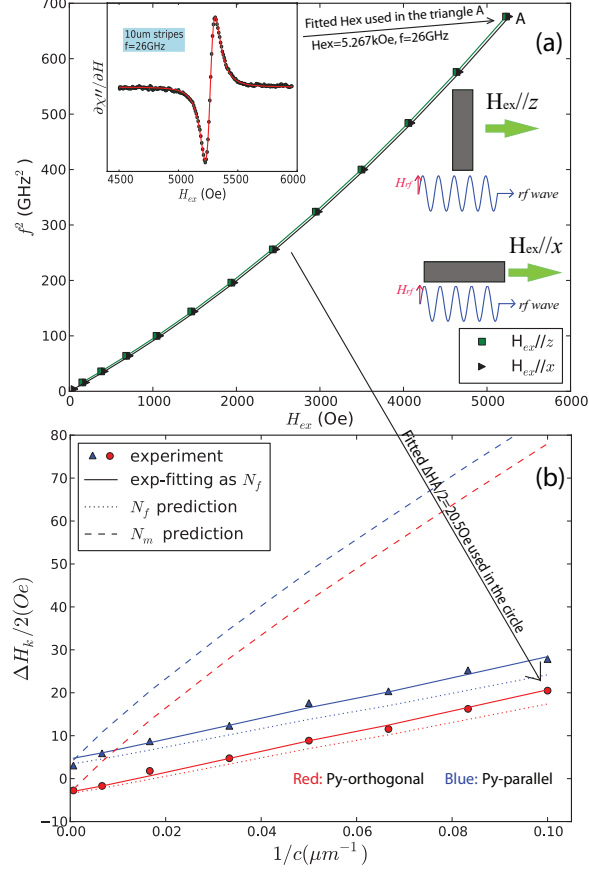 800
700
600
500
400
300
200
100
0
f² (GHz²)
10um stripes
f=26GHz
∂χ″/∂H
4500 5000 5500 6000
H_ex (Oe)
Fitted Hex used in the triangle A'
Hex=5.267kOe, f=26GHz
A
(a)
H_ex//z
H_rf
rf wave
H_ex//x
H_rf
rf wave
H_ex//z
H_ex//x
0 1000 2000 3000 4000 5000 6000
H_ex (Oe)
80
70
60
50
40
30
20
10
0
−10
ΔH_k/2(Oe)
experiment
exp-fitting as N_f
N_f prediction
N_m prediction
(b)
Fitted ΔHA/2=20.5Oe used in the circle
Red: Py-orthogonal Blue: Py-parallel
0.00 0.02 0.04 0.06 0.08 0.10
1/c(μm⁻¹)